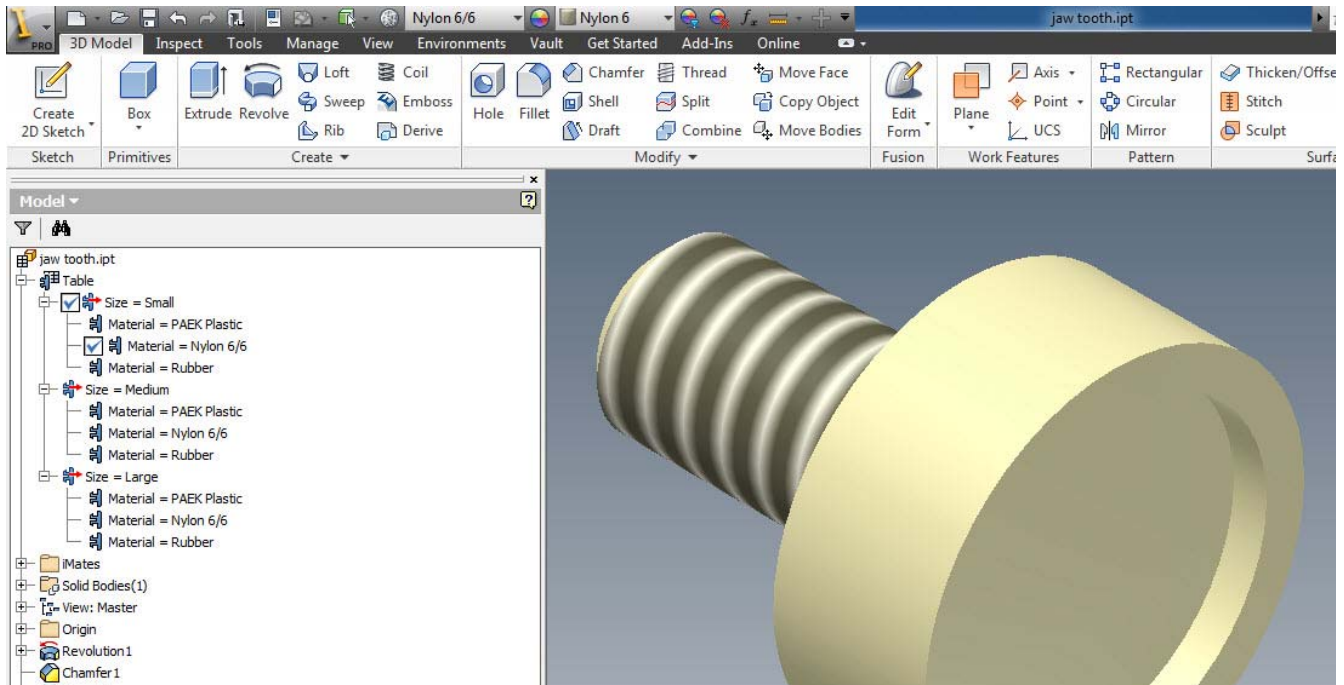 PRO
Nylon 6/6
Nylon 6
fx
jaw tooth.ipt
3D Model Inspect Tools Manage View Environments Vault Get Started Add-Ins Online
Loft Coil Chamfer Thread Move Face Axis Rectangular Thicken/Offse
Sweep Emboss Shell Split Copy Object Point Circular Stitch
Create 2D Sketch Box Extrude Revolve Hole Fillet Edit Form Plane
Rib Derive Draft Combine Move Bodies UCS Mirror Sculpt
Sketch Primitives Create Modify Fusion Work Features Pattern Surfa
Model
jaw tooth.ipt
Table
Size = Small
Material = PAEK Plastic
Material = Nylon 6/6
Material = Rubber
Size = Medium
Material = PAEK Plastic
Material = Nylon 6/6
Material = Rubber
Size = Large
Material = PAEK Plastic
Material = Nylon 6/6
Material = Rubber
iMates
Solid Bodies(1)
View: Master
Origin
Revolution1
Chamfer1